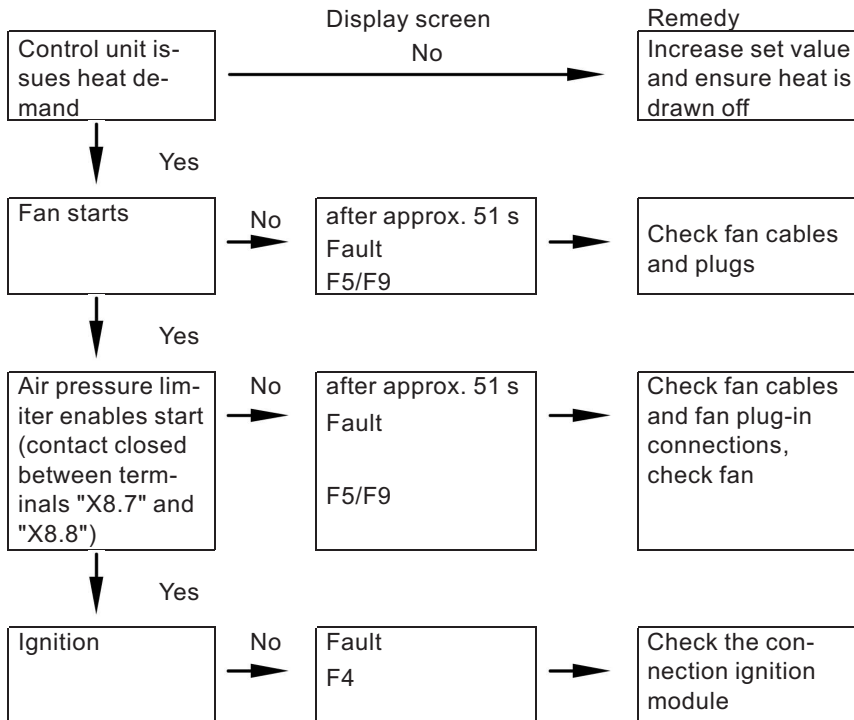 Display screen
Remedy
Control unit is-
sues heat de-
mand
No
Increase set value
and ensure heat is
drawn off
Yes
Fan starts
No
after approx. 51 s
Fault
F5/F9
Check fan cables
and plugs
Yes
Air pressure lim-
iter enables start
(contact closed
between term-
inals "X8.7" and
"X8.8")
No
after approx. 51 s
Fault
F5/F9
Check fan cables
and fan plug-in
connections,
check fan
Yes
Ignition
No
Fault
F4
Check the con-
nection ignition
module